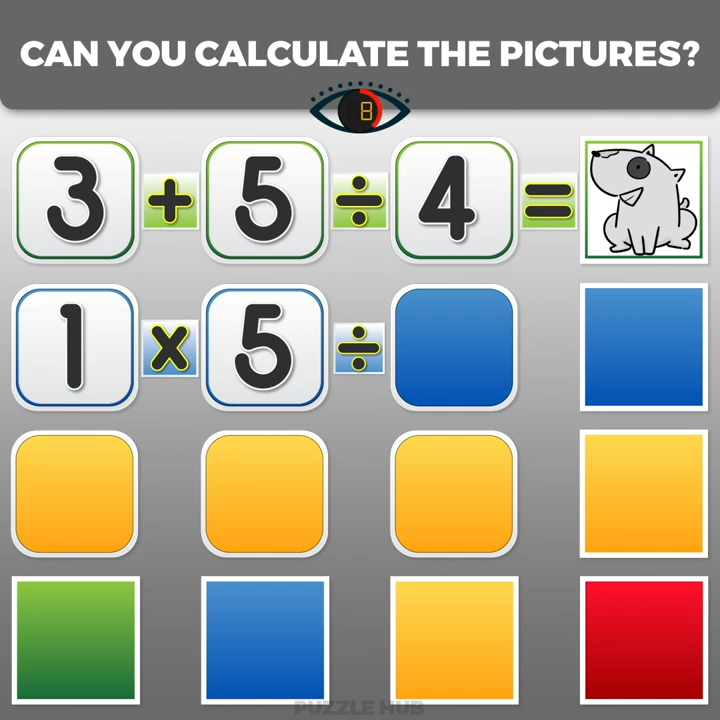 CAN YOU CALCULATE THE PICTURES?
8
3 + 5 ÷ 4 =
1 x 5 ÷
PUZZLE HUB